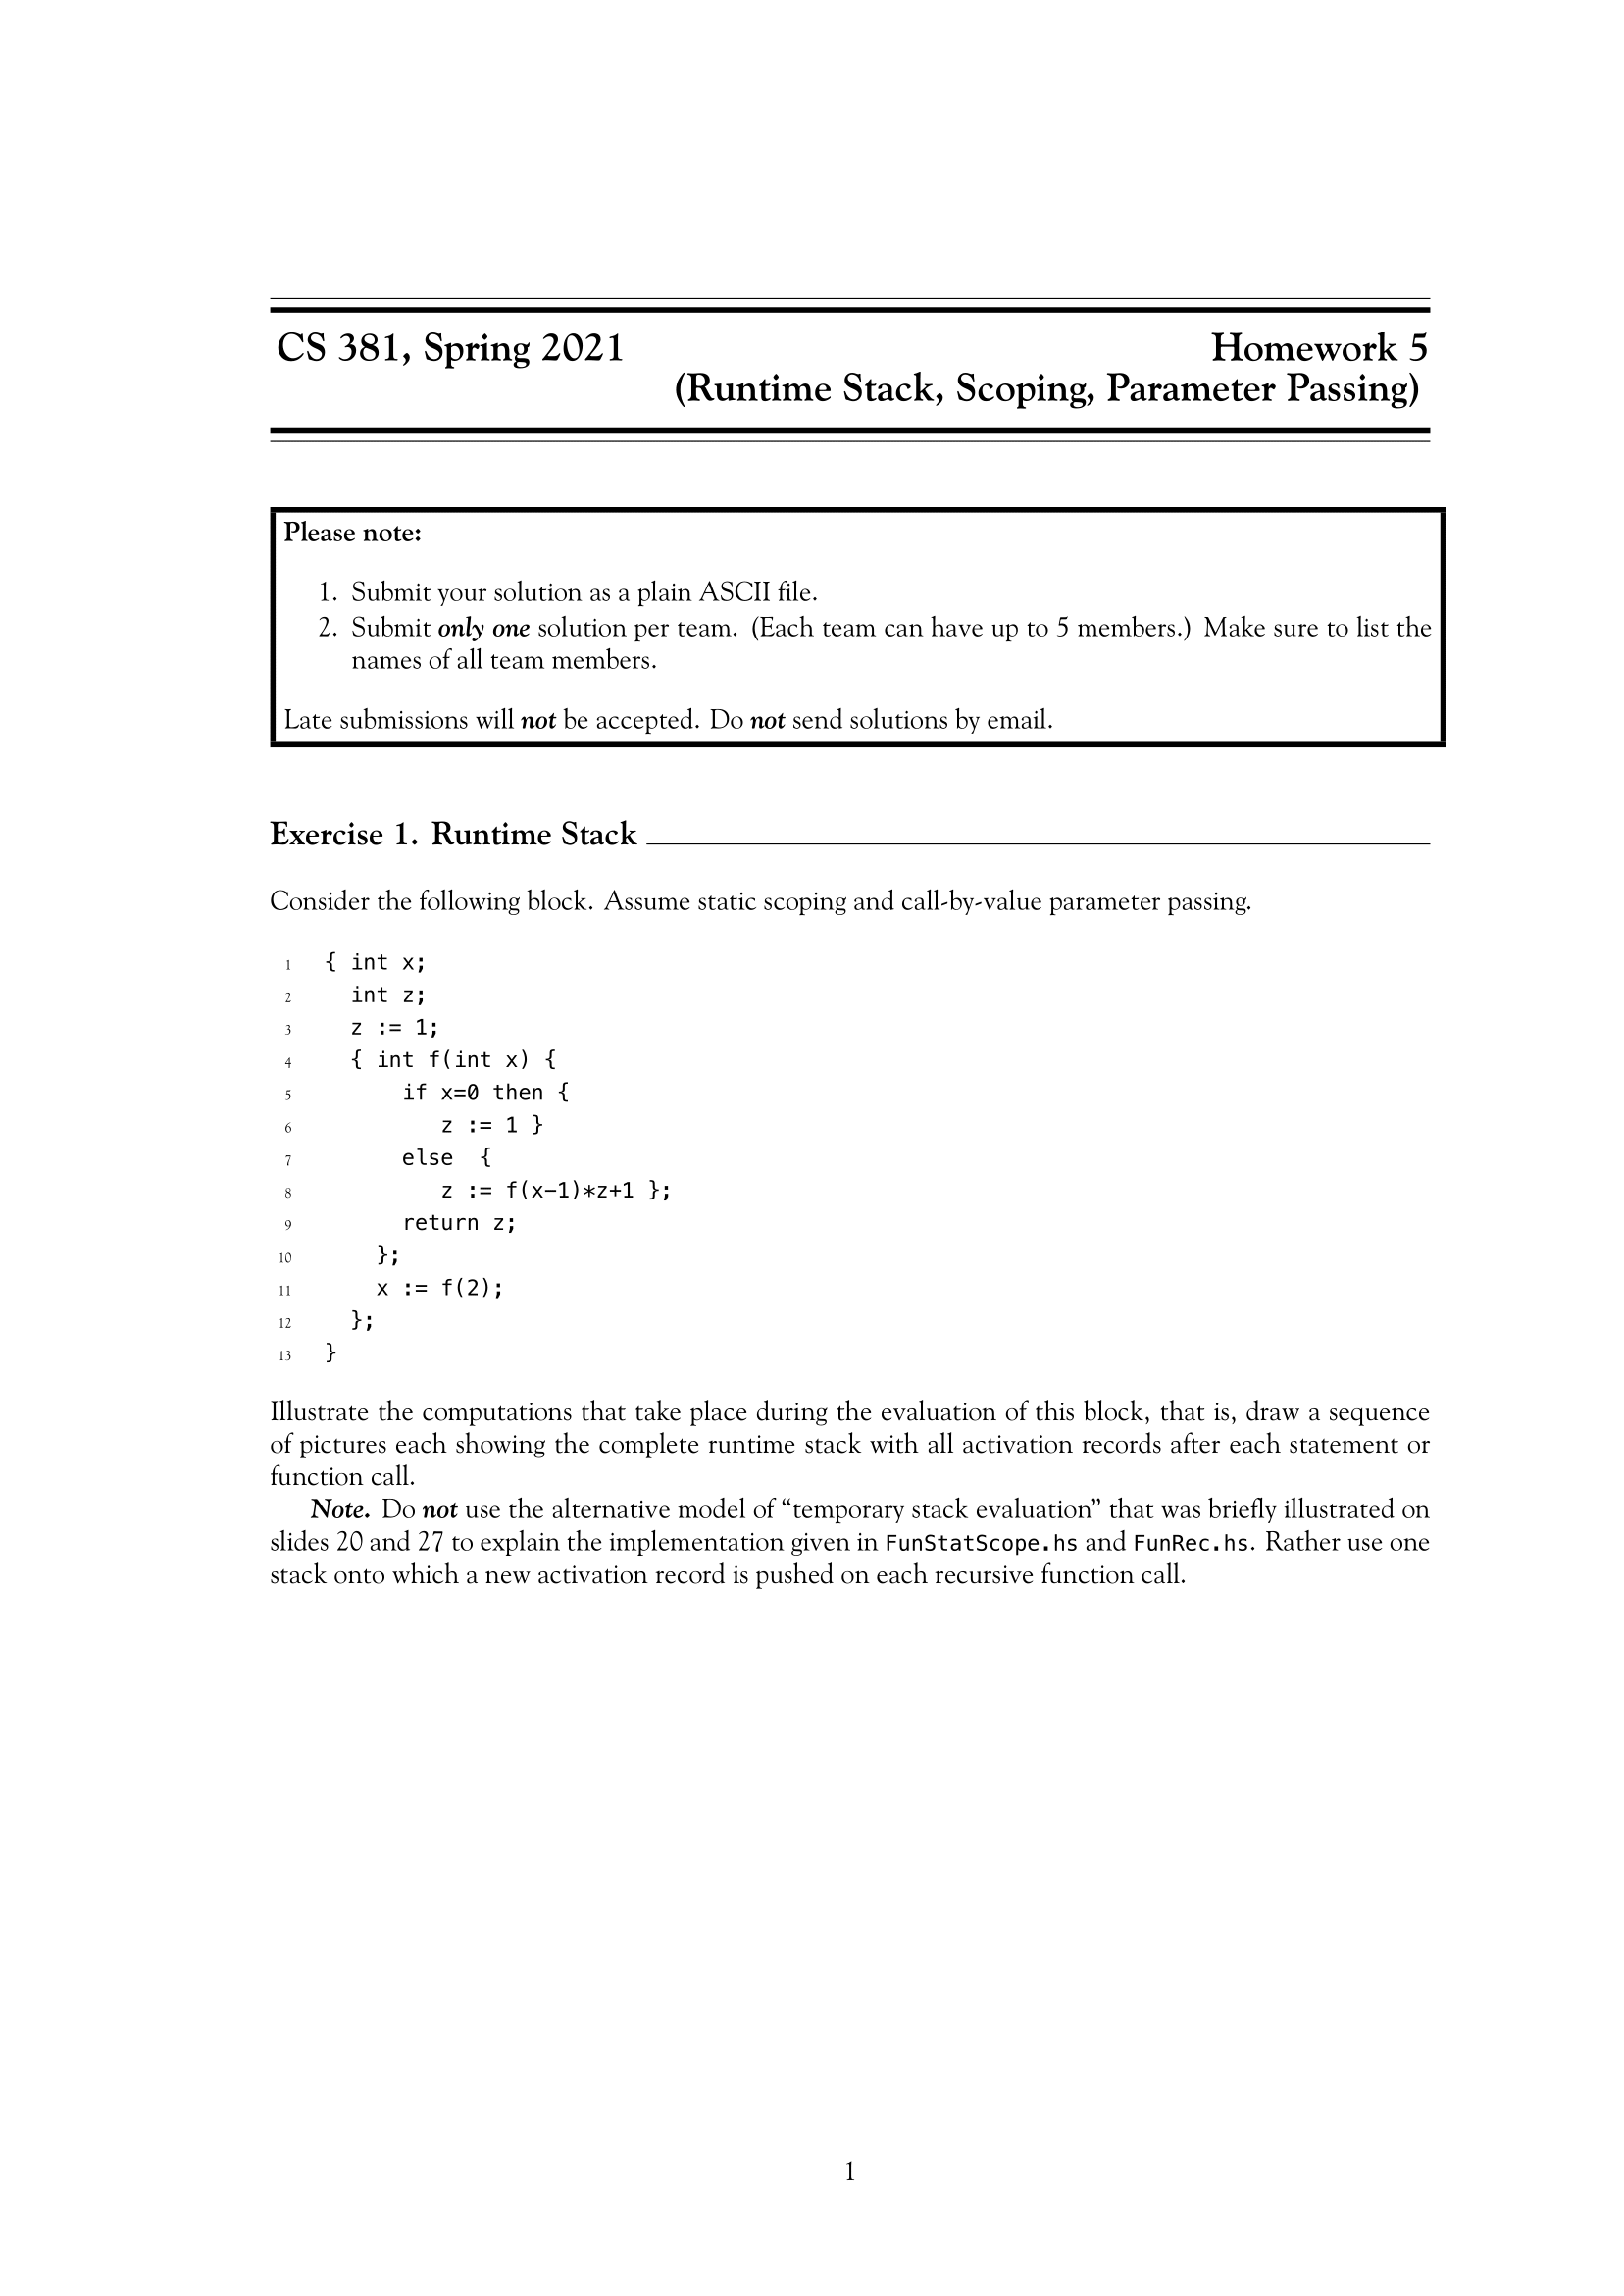 CS 381, Spring 2021 Homework 5
(Runtime Stack, Scoping, Parameter Passing)
Please note:
1. Submit your solution as a plain ASCII file.
2. Submit only one solution per team. (Each team can have up to 5 members.) Make sure to list the
names of all team members.
Late submissions will not be accepted. Do not send solutions by email.
Exercise 1. Runtime Stack
Consider the following block. Assume static scoping and call-by-value parameter passing.
1 { int x;
2 int z;
3 z := 1;
4 { int f(int x) {
5 if x=0 then {
6 z := 1 }
7 else {
8 z := f(x-1)*z+1 };
9 return z;
10 };
11 x := f(2);
12 };
13 }
Illustrate the computations that take place during the evaluation of this block, that is, draw a sequence
of pictures each showing the complete runtime stack with all activation records after each statement or
function call.
Note. Do not use the alternative model of “temporary stack evaluation” that was briefly illustrated on
slides 20 and 27 to explain the implementation given in FunStatScope.hs and FunRec.hs. Rather use one
stack onto which a new activation record is pushed on each recursive function call.
1